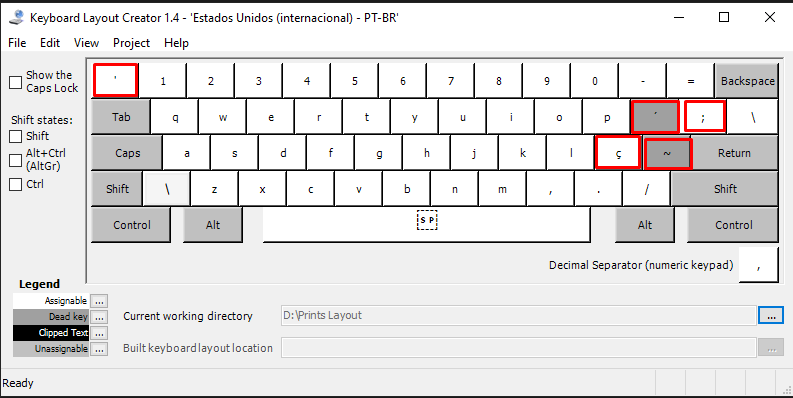 Keyboard Layout Creator 1.4 - 'Estados Unidos (internacional) - PT-BR'
File Edit View Project Help
Show the Caps Lock
Shift states:
Shift
Alt+Ctrl (AltGr)
Ctrl
' 1 2 3 4 5 6 7 8 9 0 - = Backspace
Tab q w e r t y u i o p ´ ; \
Caps a s d f g h j k l ç ~ Return
Shift \ z x c v b n m , . / Shift
Control Alt SP Alt Control
Decimal Separator (numeric keypad) ,
Legend
Assignable ...
Dead key ...
Clipped Text ...
Unassignable ...
Current working directory D:\Prints Layout ...
Built keyboard layout location ...
Ready